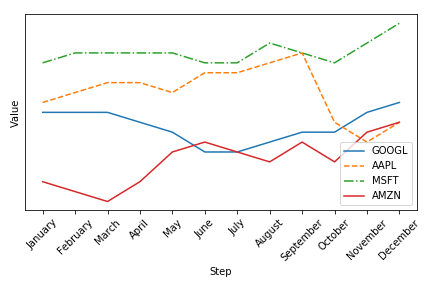 Value
GOOGL
AAPL
MSFT
AMZN
January
February
March
April
May
June
July
August
September
October
November
December
Step